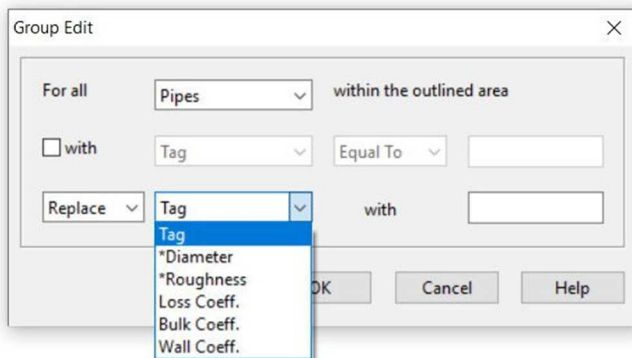 Group Edit
For all Pipes within the outlined area
with Tag Equal To
Replace Tag with
Tag
*Diameter
*Roughness
Loss Coeff.
Bulk Coeff.
Wall Coeff.
OK Cancel Help